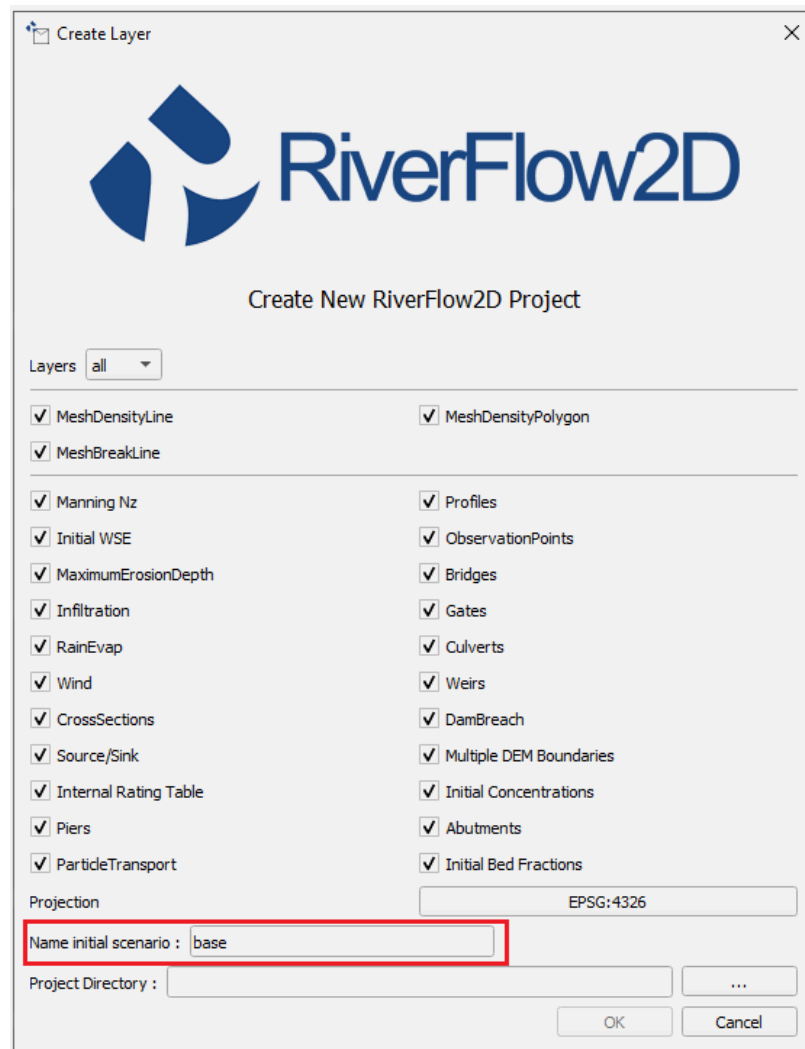 Create Layer
RiverFlow2D
Create New RiverFlow2D Project
Layers all
MeshDensityLine MeshDensityPolygon
MeshBreakLine
Manning Nz Profiles
Initial WSE ObservationPoints
MaximumErosionDepth Bridges
Infiltration Gates
RainEvap Culverts
Wind Weirs
CrossSections DamBreach
Source/Sink Multiple DEM Boundaries
Internal Rating Table Initial Concentrations
Piers Abutments
ParticleTransport Initial Bed Fractions
Projection EPSG:4326
Name initial scenario : base
Project Directory : ...
OK Cancel